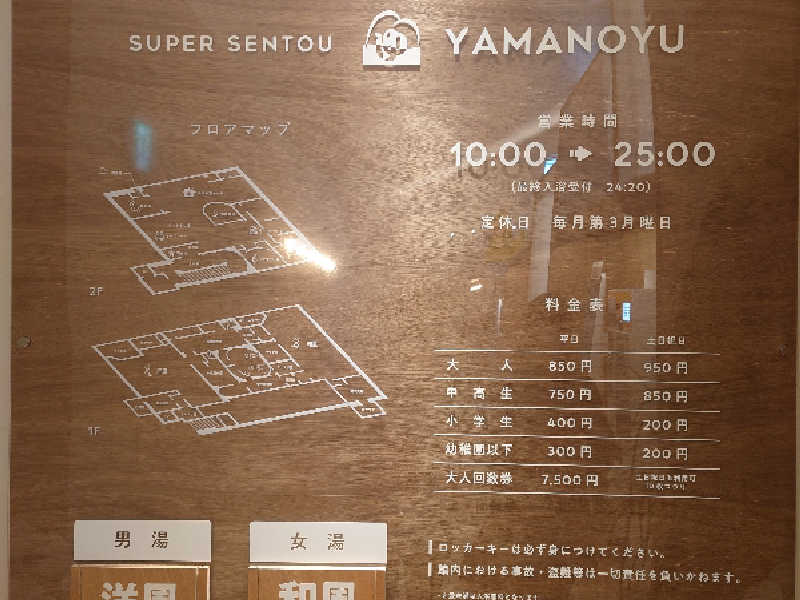 SUPER SENTOU YAMANOYU
フロアマップ
2F
1F
営業時間
10:00 → 25:00
(最終入浴受付 24:20)
定休日 毎月第3月曜日
料金表
平日 土日祝日
大人 850円 950円
中高生 750円 850円
小学生 400円 200円
幼稚園以下 300円 200円
大人回数券 7,500円
男湯
女湯
洋風
和風
ロッカーキーは必ず身につけてください。
館内における事故・盗難等は一切責任を負いかねます。